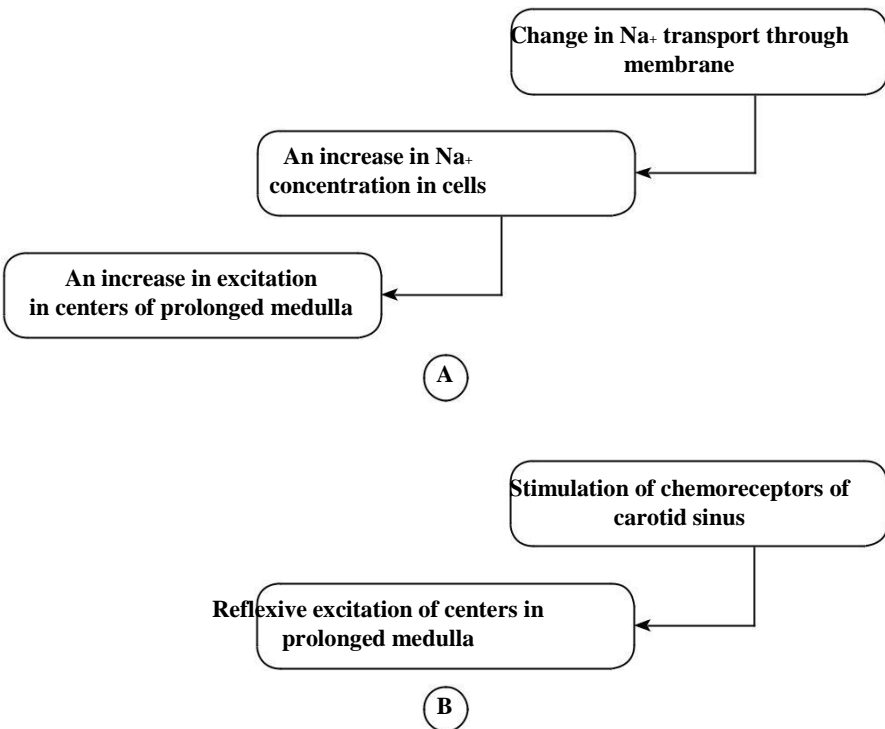 Change in Na+ transport through
membrane
An increase in Na+
concentration in cells
An increase in excitation
in centers of prolonged medulla
A
Stimulation of chemoreceptors of
carotid sinus
Reflexive excitation of centers in
prolonged medulla
B